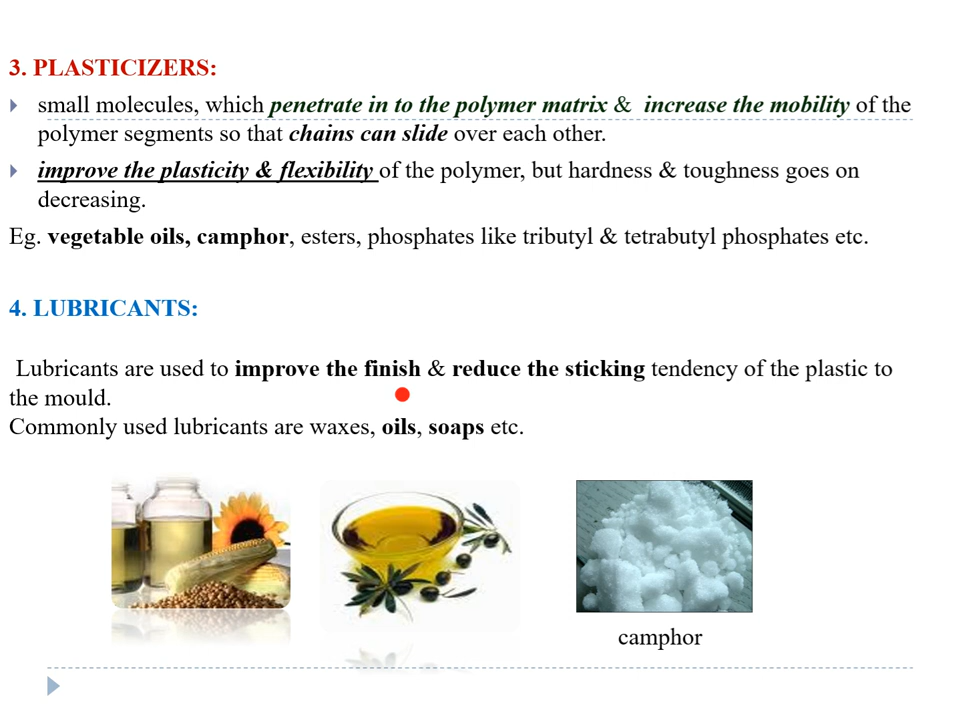 3. PLASTICIZERS:
small molecules, which penetrate in to the polymer matrix & increase the mobility of the
polymer segments so that chains can slide over each other.
improve the plasticity & flexibility of the polymer, but hardness & toughness goes on
decreasing.
Eg. vegetable oils, camphor, esters, phosphates like tributyl & tetrabutyl phosphates etc.
4. LUBRICANTS:
Lubricants are used to improve the finish & reduce the sticking tendency of the plastic to
the mould.
Commonly used lubricants are waxes, oils, soaps etc.
camphor